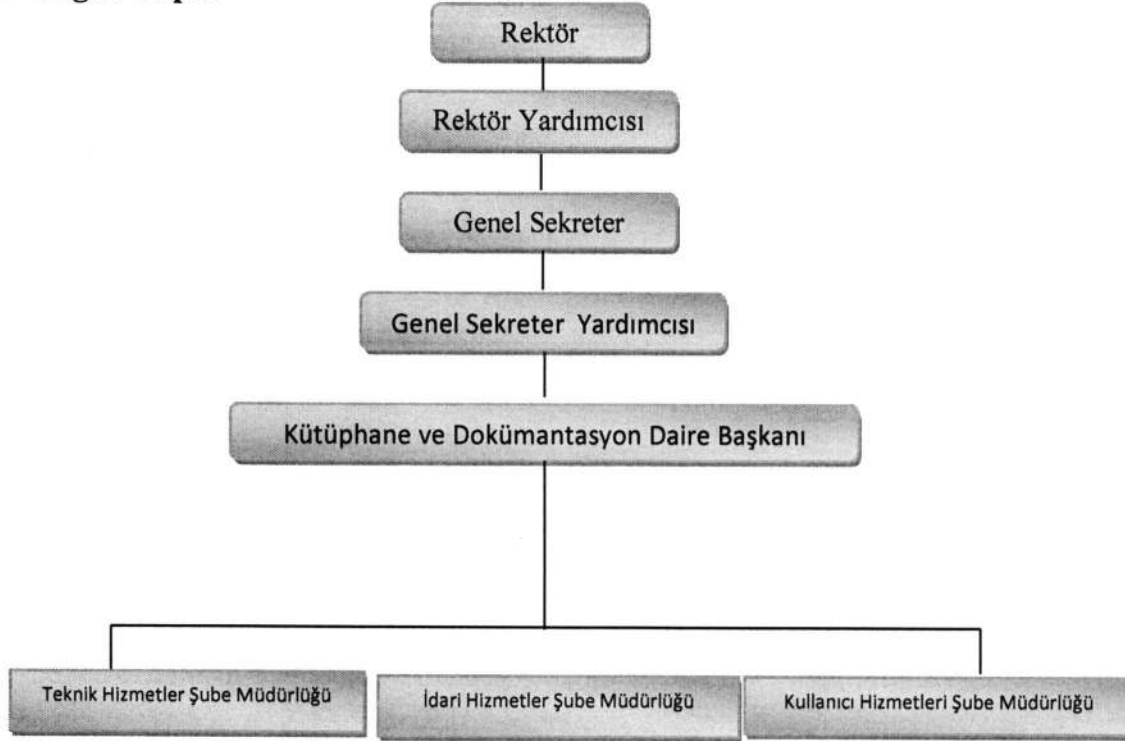 Rektör
Rektör Yardımcısı
Genel Sekreter
Genel Sekreter Yardımcısı
Kütüphane ve Dokümantasyon Daire Başkanı
Teknik Hizmetler Şube Müdürlüğü
İdari Hizmetler Şube Müdürlüğü
Kullanıcı Hizmetleri Şube Müdürlüğü